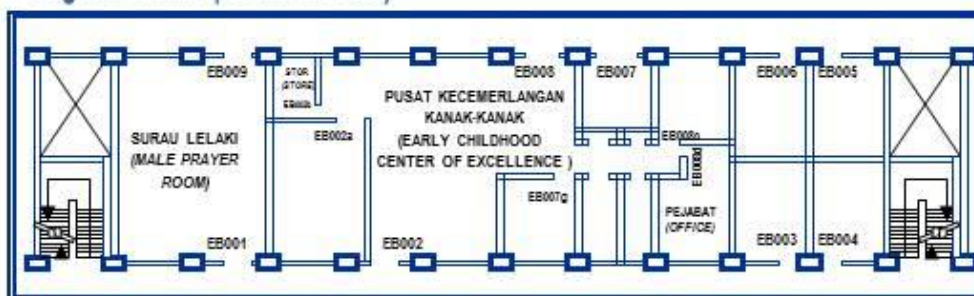 EB009
STOR
(STORE)
EB002b
EB008
EB007
EB006
EB005
PUSAT KECEMERLANGAN
KANAK-KANAK
(EARLY CHILDHOOD
CENTER OF EXCELLENCE )
EB002a
SURAU LELAKI
(MALE PRAYER
ROOM)
EB007g
PEJABAT
(OFFICE)
EB001
EB002
EB003
EB004